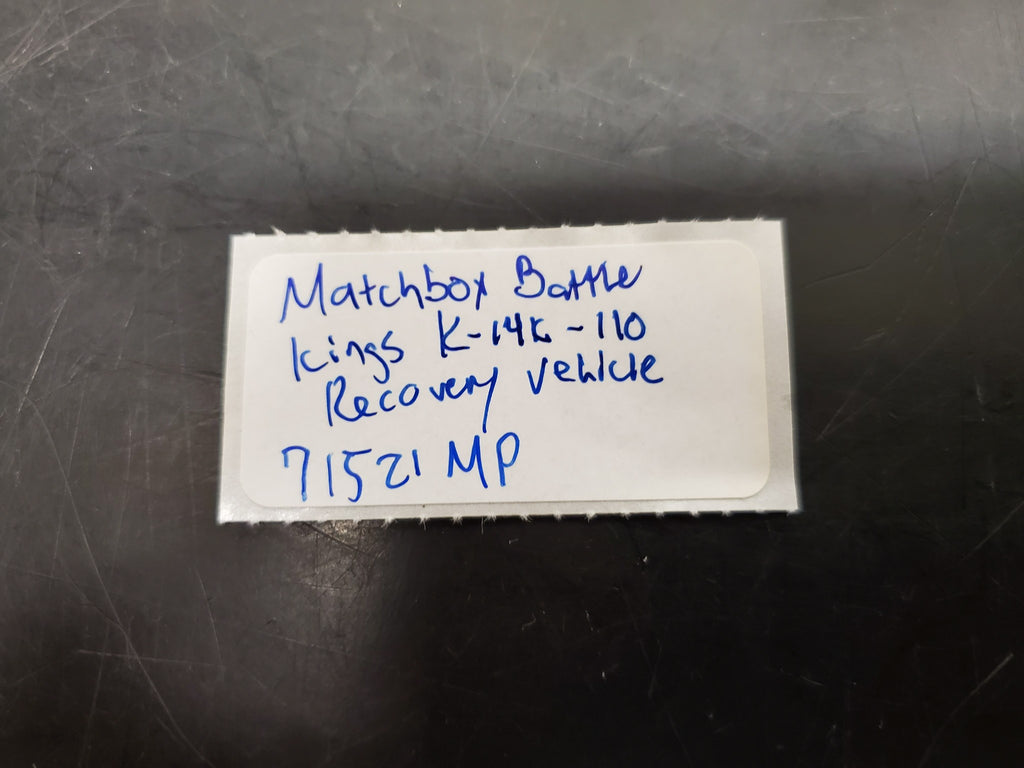 Matchbox Battle
Kings K-14K-110
Recovery Vehicle
71521 MP